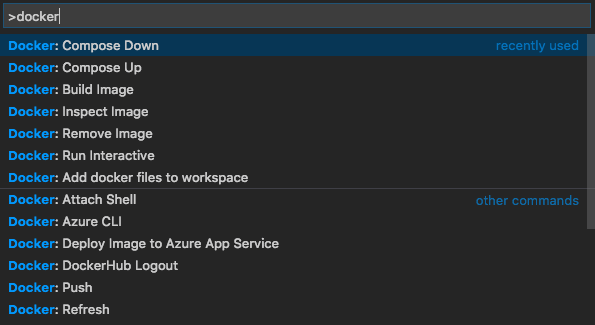 >docker
Docker: Compose Down recently used
Docker: Compose Up
Docker: Build Image
Docker: Inspect Image
Docker: Remove Image
Docker: Run Interactive
Docker: Add docker files to workspace
Docker: Attach Shell other commands
Docker: Azure CLI
Docker: Deploy Image to Azure App Service
Docker: DockerHub Logout
Docker: Push
Docker: Refresh